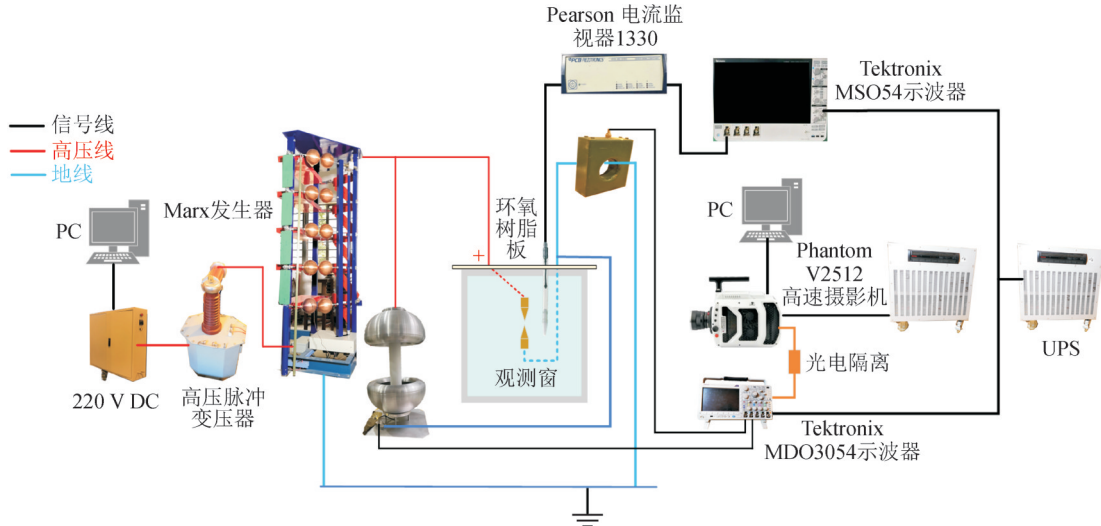 Pearson 电流监
视器1330
Tektronix
MSO54示波器
信号线
高压线
地线
Marx发生器
PC
环氧
树脂
板
PC
Phantom
V2512
高速摄影机
+
观测窗
光电隔离
UPS
220 V DC
高压脉冲
变压器
Tektronix
MDO3054示波器